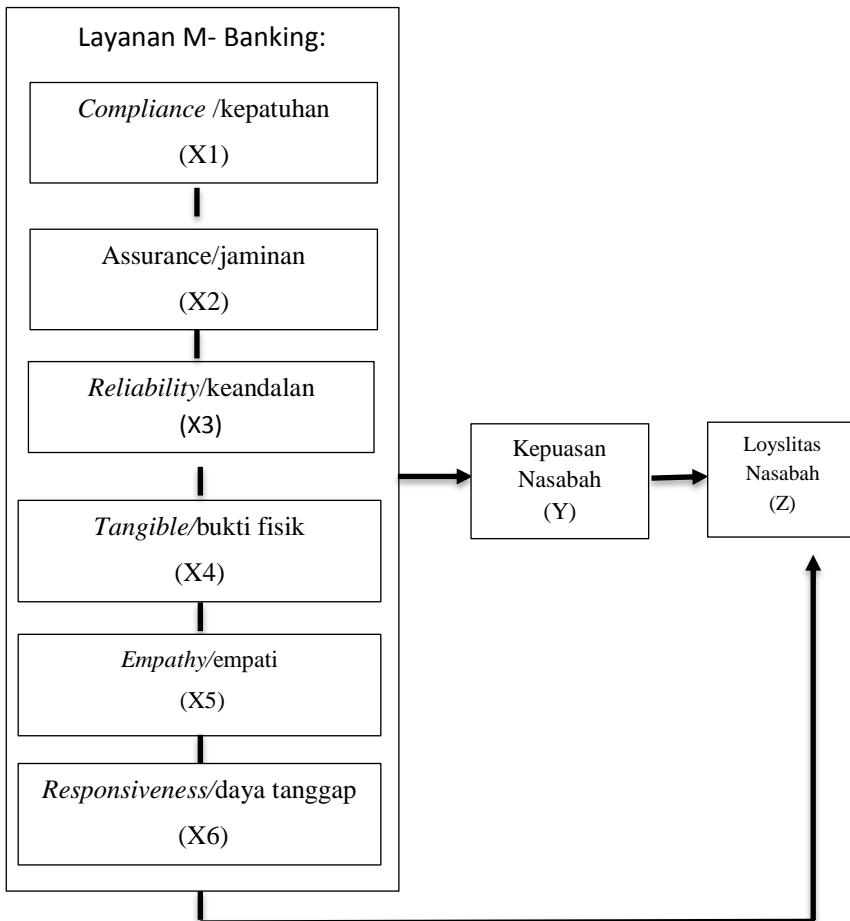 Layanan M- Banking:
Compliance /kepatuhan
(X1)
Assurance/jaminan
(X2)
Reliability/keandalan
(X3)
Tangible/bukti fisik
(X4)
Empathy/empati
(X5)
Responsiveness/daya tanggap
(X6)
Kepuasan
Nasabah
(Y)
Loyslitas
Nasabah
(Z)